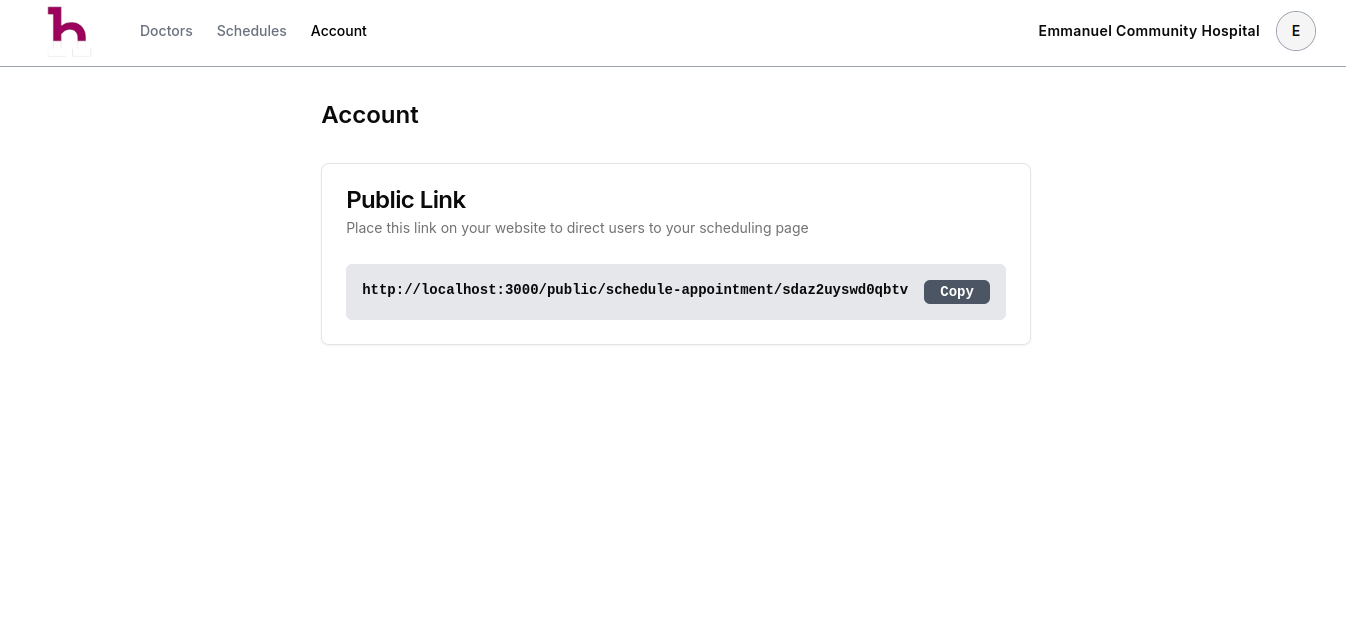 h
Doctors Schedules Account
Emmanuel Community Hospital E
Account
Public Link
Place this link on your website to direct users to your scheduling page
http://localhost:3000/public/schedule-appointment/sdaz2uyswd0qbtv Copy